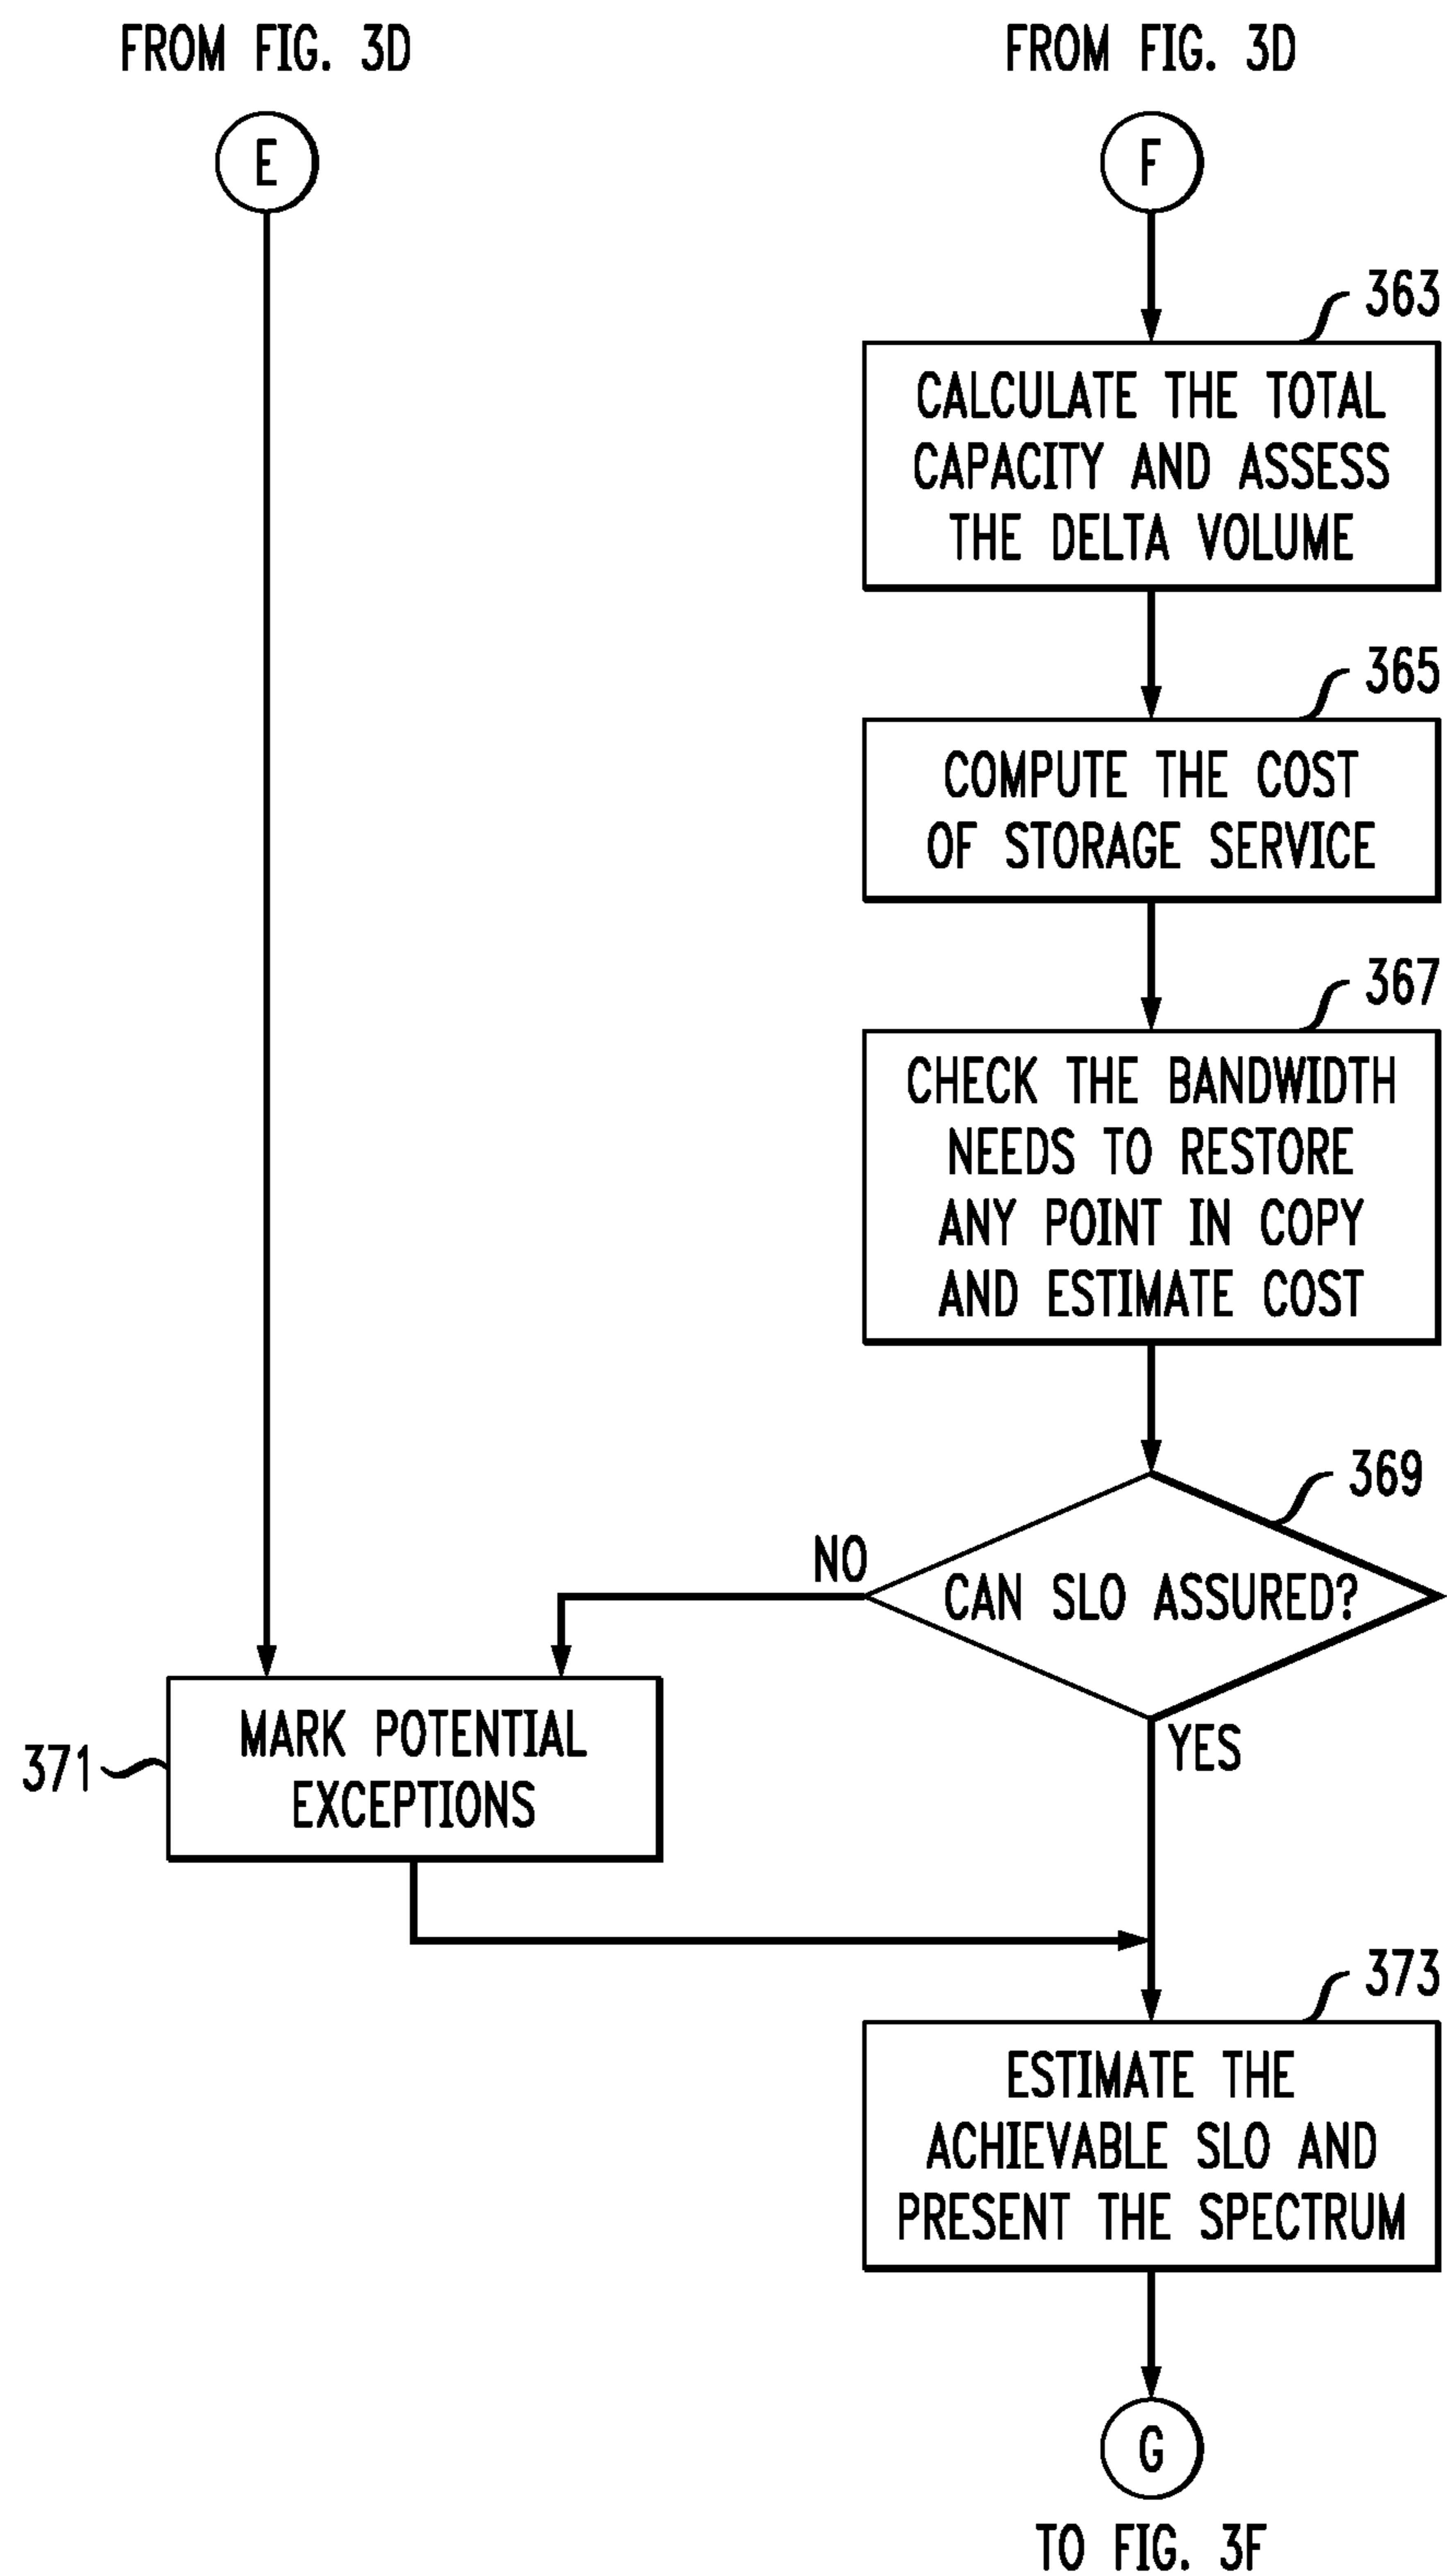 FROM FIG. 3D
FROM FIG. 3D
E
F
363
CALCULATE THE TOTAL
CAPACITY AND ASSESS
THE DELTA VOLUME
365
COMPUTE THE COST
OF STORAGE SERVICE
367
CHECK THE BANDWIDTH
NEEDS TO RESTORE
ANY POINT IN COPY
AND ESTIMATE COST
369
NO
CAN SLO ASSURED?
YES
371
MARK POTENTIAL
EXCEPTIONS
373
ESTIMATE THE
ACHIEVABLE SLO AND
PRESENT THE SPECTRUM
G
TO FIG. 3F